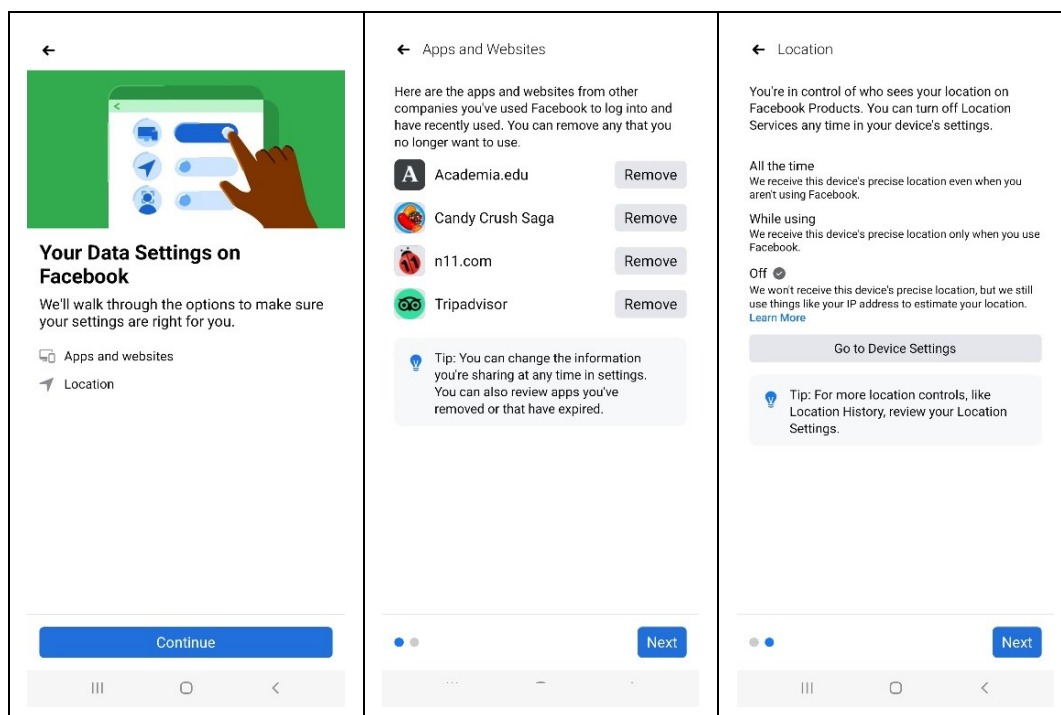 Your Data Settings on
Facebook
We'll walk through the options to make sure
your settings are right for you.
Apps and websites
Location
Continue
Apps and Websites
Here are the apps and websites from other
companies you've used Facebook to log into and
have recently used. You can remove any that you
no longer want to use.
A Academia.edu Remove
Candy Crush Saga Remove
n11.com Remove
Tripadvisor Remove
Tip: You can change the information
you're sharing at any time in settings.
You can also review apps you've
removed or that have expired.
Next
Location
You're in control of who sees your location on
Facebook Products. You can turn off Location
Services any time in your device's settings.
All the time
We receive this device's precise location even when you
aren't using Facebook.
While using
We receive this device's precise location only when you use
Facebook.
Off
We won't receive this device's precise location, but we still
use things like your IP address to estimate your location.
Learn More
Go to Device Settings
Tip: For more location controls, like
Location History, review your Location
Settings.
Next